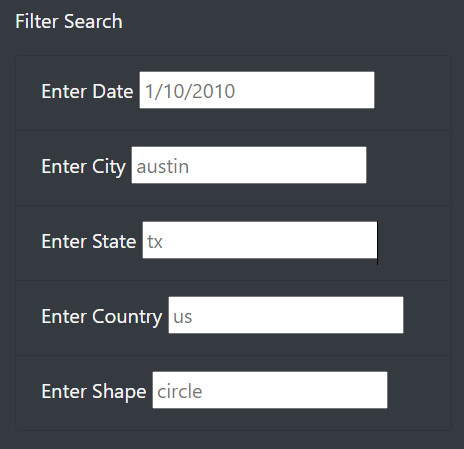 Filter Search
Enter Date 1/10/2010
Enter City austin
Enter State tx
Enter Country us
Enter Shape circle